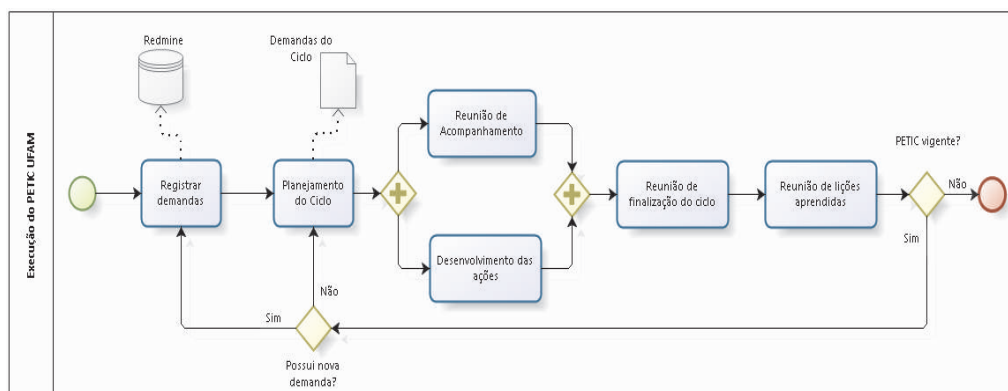 Execução do PETIC UFAM
Redmine
Demandas do
Ciclo
Registrar
demandas
Planejamento
do Ciclo
Reunião de
Acompanhamento
Desenvolvimento das
ações
Reunião de
finalização do ciclo
Reunião de lições
aprendidas
PETIC vigente?
Não
Sim
Não
Sim
Possui nova
demanda?